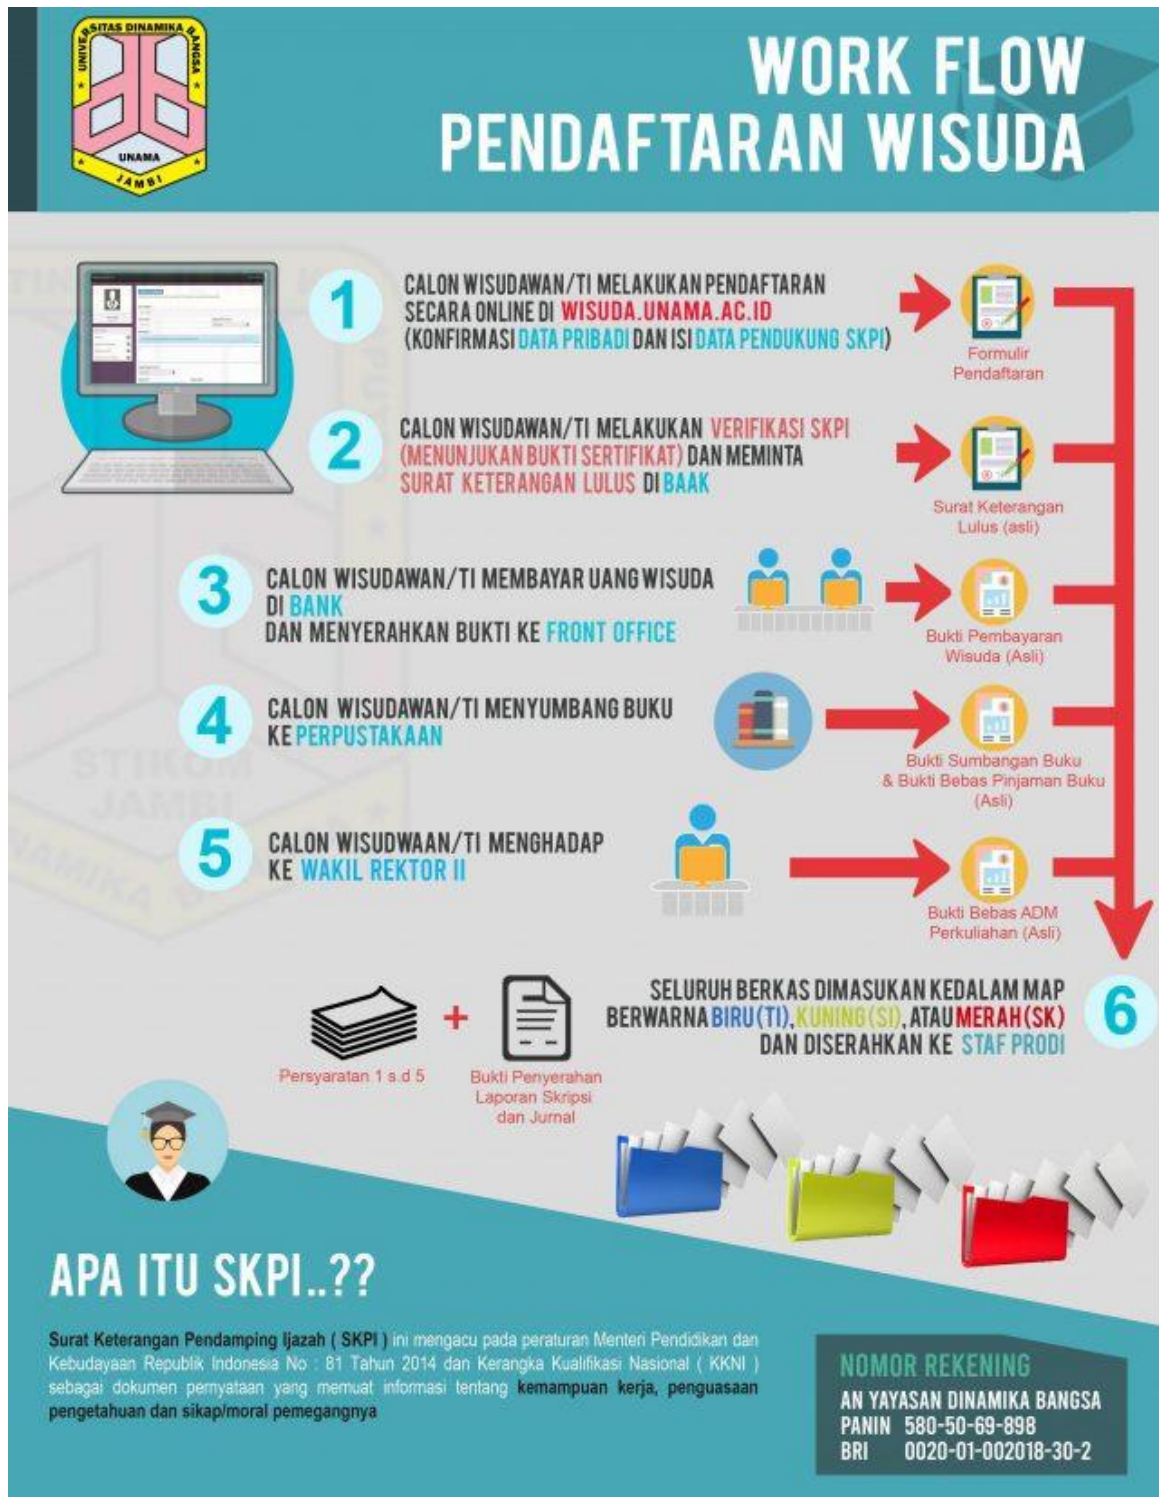 UNIVERSITAS DINAMIKA BANGSA
UNAMA
JAMBI
WORK FLOW
PENDAFTARAN WISUDA
1
CALON WISUDAWAN/TI MELAKUKAN PENDAFTARAN
SECARA ONLINE DI WISUDA.UNAMA.AC.ID
(KONFIRMASI DATA PRIBADI DAN ISI DATA PENDUKUNG SKPI)
Formulir
Pendaftaran
2
CALON WISUDAWAN/TI MELAKUKAN VERIFIKASI SKPI
(MENUNJUKAN BUKTI SERTIFIKAT) DAN MEMINTA
SURAT KETERANGAN LULUS DI BAAK
Surat Keterangan
Lulus (asli)
3
CALON WISUDAWAN/TI MEMBAYAR UANG WISUDA
DI BANK
DAN MENYERAHKAN BUKTI KE FRONT OFFICE
Bukti Pembayaran
Wisuda (Asli)
4
CALON WISUDAWAN/TI MENYUMBANG BUKU
KE PERPUSTAKAAN
Bukti Sumbangan Buku
& Bukti Bebas Pinjaman Buku
(Asli)
STIKOM
JAMBI
5
CALON WISUDWAAN/TI MENGHADAP
KE WAKIL REKTOR II
Bukti Bebas ADM
Perkuliahan (Asli)
6
SELURUH BERKAS DIMASUKAN KEDALAM MAP
BERWARNA BIRU(TI), KUNING(SI), ATAU MERAH(SK)
DAN DISERAHKAN KE STAF PRODI
+
Persyaratan 1 s.d 5
Bukti Penyerahan
Laporan Skripsi
dan Jurnal
APA ITU SKPI..??
Surat Keterangan Pendamping Ijazah ( SKPI ) ini mengacu pada peraturan Menteri Pendidikan dan
Kebudayaan Republik Indonesia No : 81 Tahun 2014 dan Kerangka Kualifikasi Nasional ( KKNI )
sebagai dokumen pernyataan yang memuat informasi tentang kemampuan kerja, penguasaan
pengetahuan dan sikap/moral pemegangnya
NOMOR REKENING
AN YAYASAN DINAMIKA BANGSA
PANIN 580-50-69-898
BRI 0020-01-002018-30-2